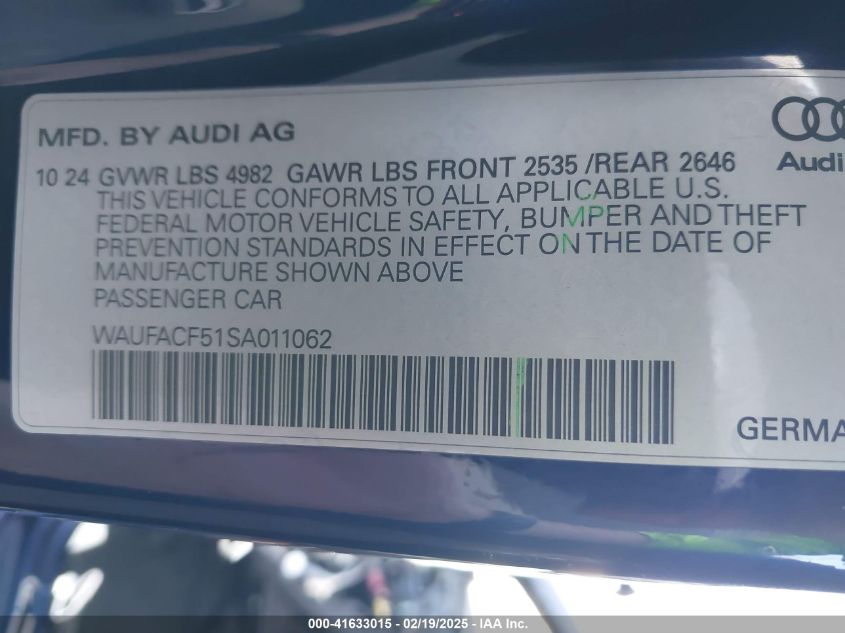 MFD. BY AUDI AG
Audi
10 24 GVWR LBS 4982 GAWR LBS FRONT 2535 /REAR 2646
THIS VEHICLE CONFORMS TO ALL APPLICABLE U.S.
FEDERAL MOTOR VEHICLE SAFETY, BUMPER AND THEFT
PREVENTION STANDARDS IN EFFECT ON THE DATE OF
MANUFACTURE SHOWN ABOVE
PASSENGER CAR
WAUFACF51SA011062
GERMA
000-41633015 - 02/19/2025 - IAA Inc.